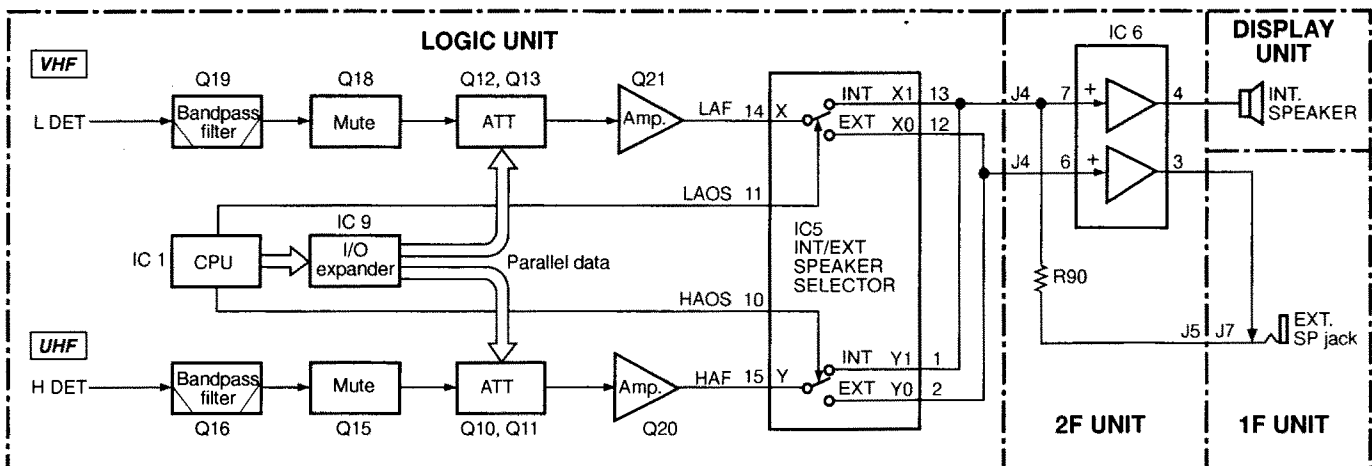 LOGIC UNIT
IC 6
DISPLAY
UNIT
VHF
Q19
Q18
Q12, Q13
Q21
L DET
Bandpass
filter
Mute
ATT
Amp.
LAF
14
X
INT
X1
13
EXT
X0
12
J4
7
+
4
INT.
SPEAKER
J4
6
+
3
LAOS
11
IC 9
IC 1
CPU
I/O
expander
Parallel data
IC5
INT/EXT
SPEAKER
SELECTOR
R90
HAOS
10
J5
J7
EXT.
SP jack
UHF
H DET
Bandpass
filter
Mute
ATT
Amp.
HAF
15
Y
INT
Y1
1
EXT
Y0
2
Q16
Q15
Q10, Q11
Q20
2F UNIT
1F UNIT